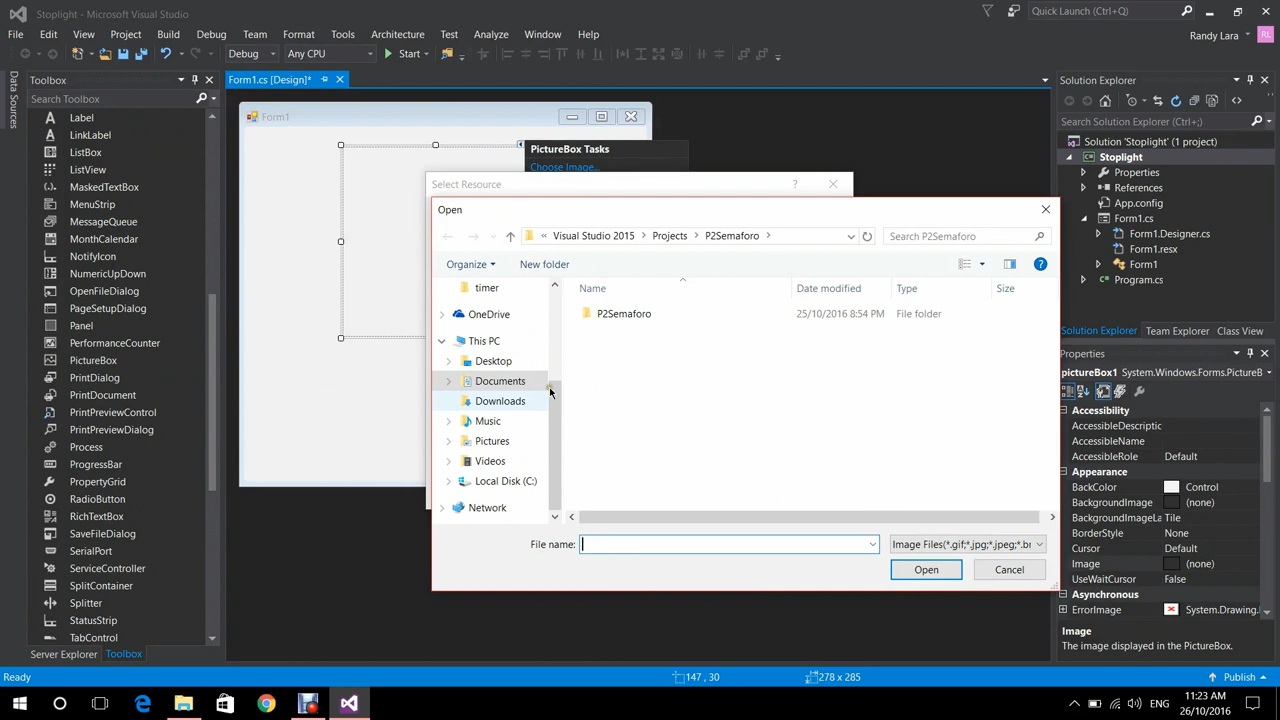 Stoplight - Microsoft Visual Studio
Quick Launch (Ctrl+Q)
File Edit View Project Build Debug Team Format Tools Architecture Test Analyze Window Help
Randy Lara RL
Debug Any CPU Start
Data Sources
Toolbox
Search Toolbox
Label
LinkLabel
ListBox
ListView
MaskedTextBox
MenuStrip
MessageQueue
MonthCalendar
NotifyIcon
NumericUpDown
OpenFileDialog
PageSetupDialog
Panel
PerformanceCounter
PictureBox
PrintDialog
PrintDocument
PrintPreviewControl
PrintPreviewDialog
Process
ProgressBar
PropertyGrid
RadioButton
RichTextBox
SaveFileDialog
SerialPort
ServiceController
SplitContainer
Splitter
StatusStrip
TabControl
Server Explorer Toolbox
Form1.cs [Design]*
Form1
PictureBox Tasks
Choose Image...
Select Resource
?
Open
« Visual Studio 2015 Projects P2Semaforo
Search P2Semaforo
Organize New folder
timer
OneDrive
This PC
Desktop
Documents
Downloads
Music
Pictures
Videos
Local Disk (C:)
Network
Name Date modified Type Size
P2Semaforo 25/10/2016 8:54 PM File folder
File name:
Image Files(*.gif;*.jpg;*.jpeg;*.br
Open Cancel
Solution Explorer
Search Solution Explorer (Ctrl+;)
Solution 'Stoplight' (1 project)
Stoplight
Properties
References
App.config
Form1.cs
Form1.Designer.cs
Form1.resx
Form1
Program.cs
Solution Explorer Team Explorer Class View
Properties
pictureBox1 System.Windows.Forms.PictureB
Accessibility
AccessibleDescriptic
AccessibleName
AccessibleRole Default
Appearance
BackColor Control
BackgroundImage (none)
BackgroundImageLa Tile
BorderStyle None
Cursor Default
Image (none)
UseWaitCursor False
Asynchronous
ErrorImage System.Drawing.
Image
The image displayed in the PictureBox.
Ready
147 , 30
278 x 285
Publish
ENG
11:23 AM
26/10/2016